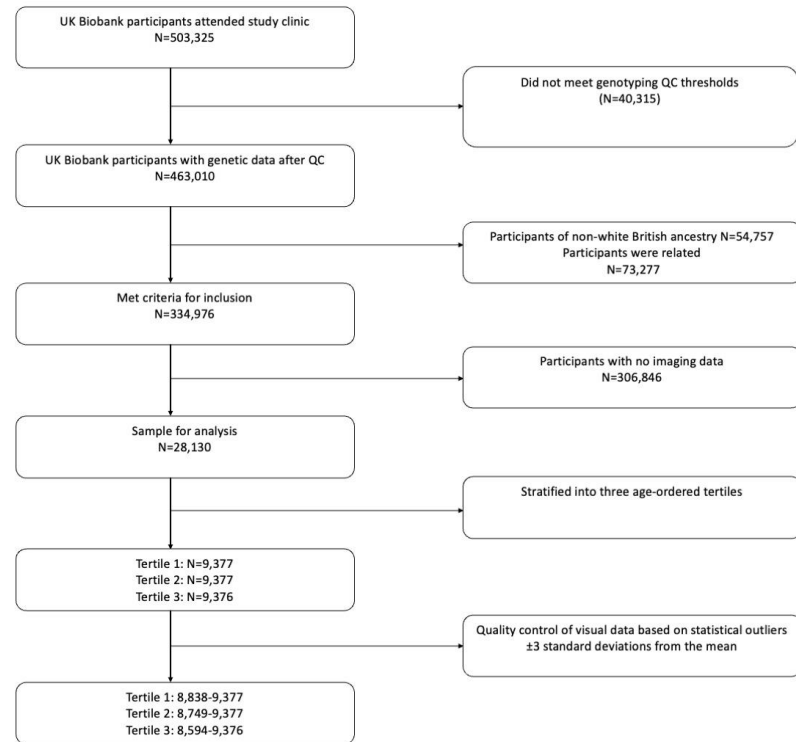 UK Biobank participants attended study clinic
N=503,325
Did not meet genotyping QC thresholds
(N=40,315)
UK Biobank participants with genetic data after QC
N=463,010
Participants of non-white British ancestry N=54,757
Participants were related
N=73,277
Met criteria for inclusion
N=334,976
Participants with no imaging data
N=306,846
Sample for analysis
N=28,130
Stratified into three age-ordered tertiles
Tertile 1: N=9,377
Tertile 2: N=9,377
Tertile 3: N=9,376
Quality control of visual data based on statistical outliers
±3 standard deviations from the mean
Tertile 1: 8,838-9,377
Tertile 2: 8,749-9,377
Tertile 3: 8,594-9,376